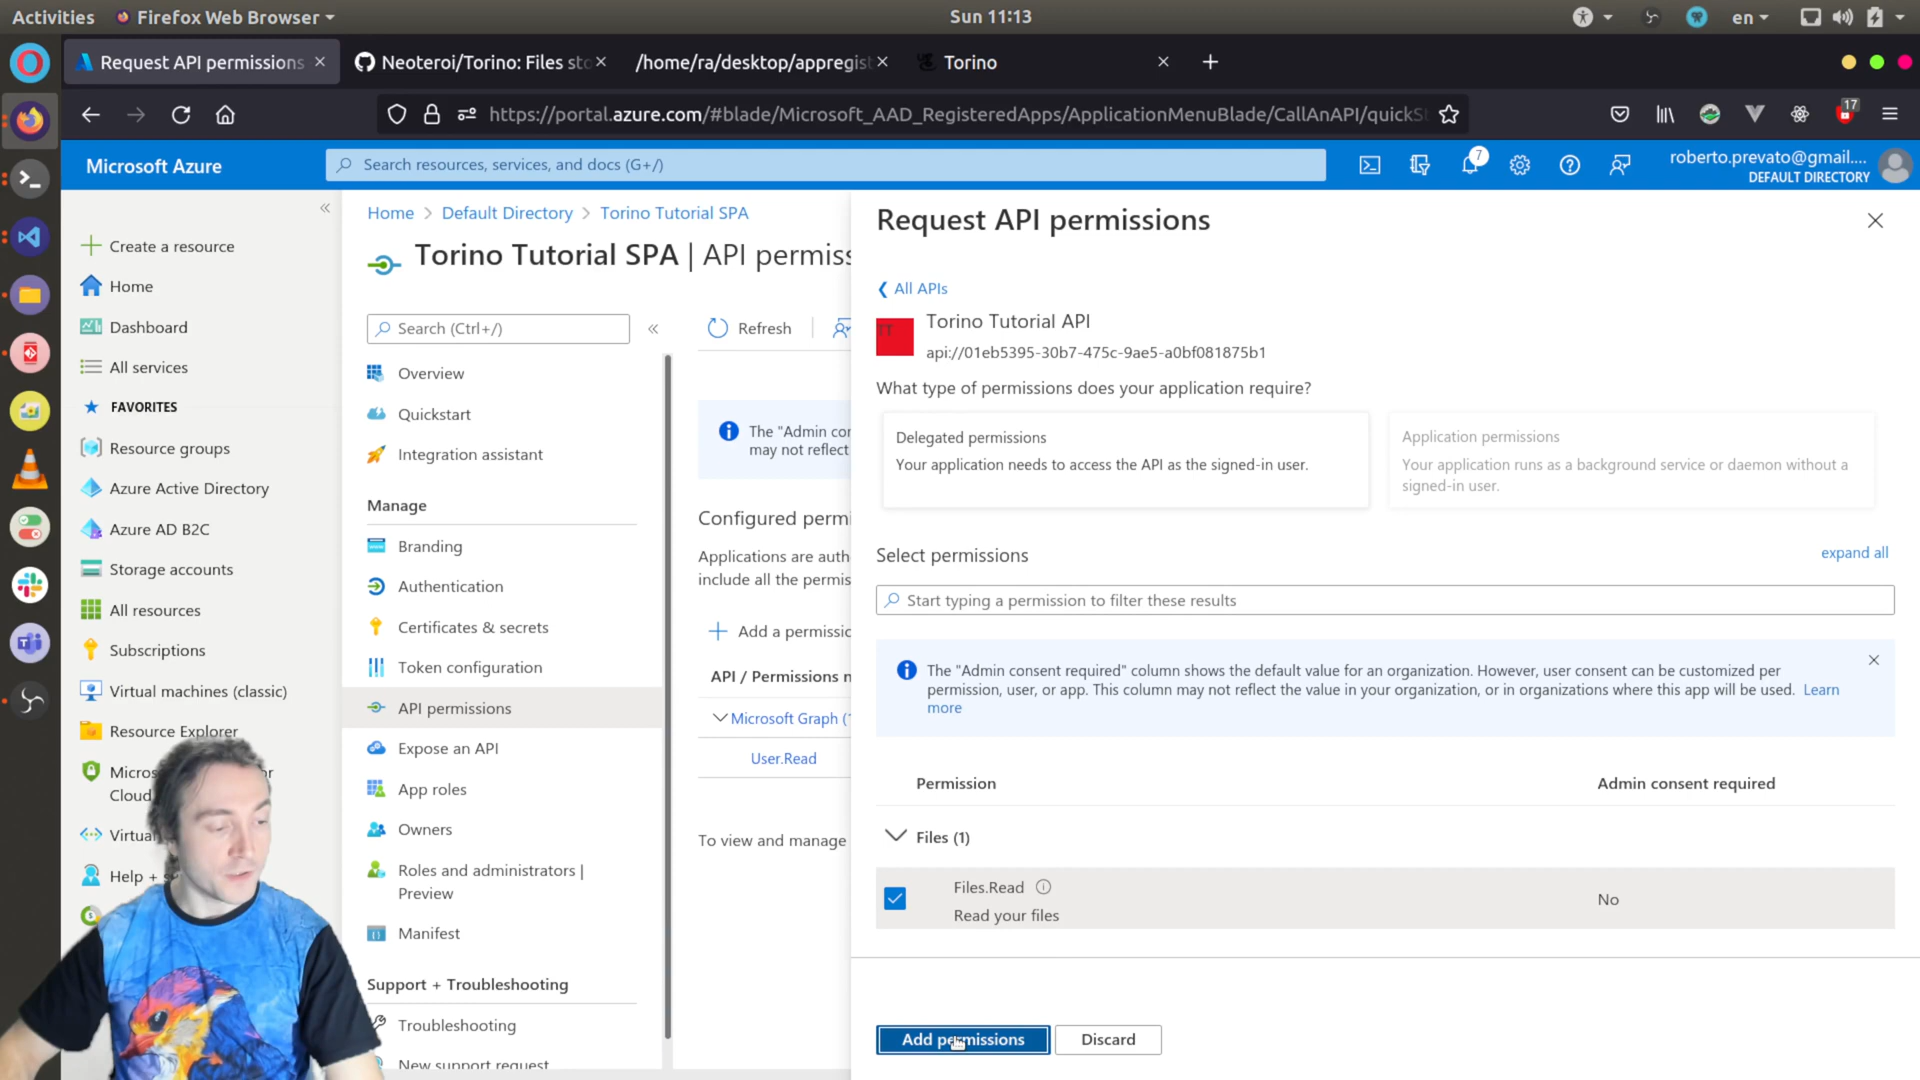 Activities
Firefox Web Browser
Sun 11:13
en
Request API permissions
Neoteroi/Torino: Files sto
/home/ra/desktop/appregist
Torino
https://portal.azure.com/#blade/Microsoft_AAD_RegisteredApps/ApplicationMenuBlade/CallAnAPI/quickSt
17
Microsoft Azure
Search resources, services, and docs (G+/)
7
roberto.prevato@gmail....
DEFAULT DIRECTORY
Create a resource
Home
Dashboard
All services
FAVORITES
Resource groups
Azure Active Directory
Azure AD B2C
Storage accounts
All resources
Subscriptions
Virtual machines (classic)
Resource Explorer
Cloud
Help +
Home > Default Directory > Torino Tutorial SPA
Torino Tutorial SPA | API permiss
Search (Ctrl+/)
Overview
Quickstart
Integration assistant
Manage
Branding
Authentication
Certificates & secrets
Token configuration
API permissions
Expose an API
App roles
Owners
Roles and administrators |
Preview
Manifest
Support + Troubleshooting
Troubleshooting
New support request
Refresh
The "Admin con
may not reflect
Configured permi
Applications are auth
include all the permis
Add a permissio
API / Permissions n
Microsoft Graph (
User.Read
To view and manage
Request API permissions
All APIs
TT
Torino Tutorial API
api://01eb5395-30b7-475c-9ae5-a0bf081875b1
What type of permissions does your application require?
Delegated permissions
Your application needs to access the API as the signed-in user.
Application permissions
Your application runs as a background service or daemon without a
signed-in user.
Select permissions
expand all
Start typing a permission to filter these results
The "Admin consent required" column shows the default value for an organization. However, user consent can be customized per
permission, user, or app. This column may not reflect the value in your organization, or in organizations where this app will be used. Learn
more
Permission
Admin consent required
Files (1)
Files.Read
No
Read your files
Add permissions
Discard